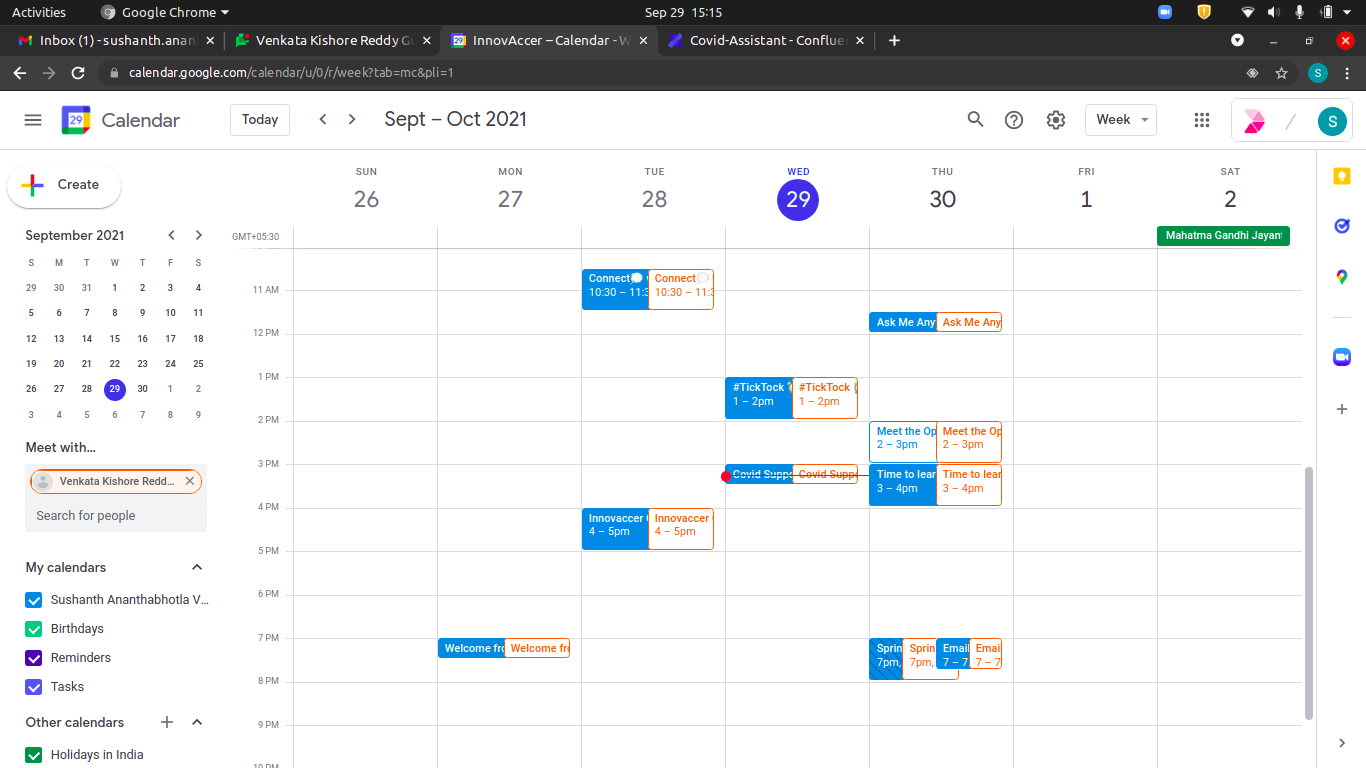 Activities
Google Chrome
Sep 29 15:15
Inbox (1) - sushanth.anan
Venkata Kishore Reddy G
InnovAccer – Calendar - W
Covid-Assistant - Conflue
calendar.google.com/calendar/u/0/r/week?tab=mc&pli=1
S
29
Calendar
Today
Sept – Oct 2021
Week
S
Create
SUN
MON
TUE
WED
THU
FRI
SAT
26
27
28
29
30
1
2
GMT+05:30
Mahatma Gandhi Jayant
September 2021
S M T W T F S
29 30 31 1 2 3 4
5 6 7 8 9 10 11
12 13 14 15 16 17 18
19 20 21 22 23 24 25
26 27 28 29 30 1 2
3 4 5 6 7 8 9
Meet with...
Venkata Kishore Redd...
Search for people
My calendars
Sushanth Ananthabhotla V...
Birthdays
Reminders
Tasks
Other calendars
Holidays in India
11 AM
12 PM
1 PM
2 PM
3 PM
4 PM
5 PM
6 PM
7 PM
8 PM
9 PM
10 PM
Welcome fro
Welcome fro
Connect
10:30 – 11:3
Connect
10:30 – 11:3
Innovaccer
4 – 5pm
Innovaccer
4 – 5pm
#TickTock
1 – 2pm
#TickTock
1 – 2pm
Covid Suppo
Covid Suppo
Ask Me Any
Ask Me Any
Meet the Op
2 – 3pm
Meet the Op
2 – 3pm
Time to lear
3 – 4pm
Time to lear
3 – 4pm
Sprin
7pm,
Sprin
7pm,
Email
7 – 7
Email
7 – 7